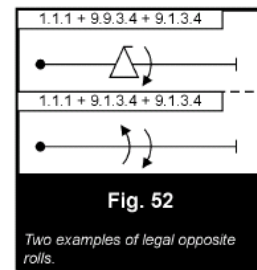 1.1.1 + 9.9.3.4 + 9.1.3.4
1.1.1 + 9.1.3.4 + 9.1.3.4
Fig. 52
Two examples of legal opposite
rolls.